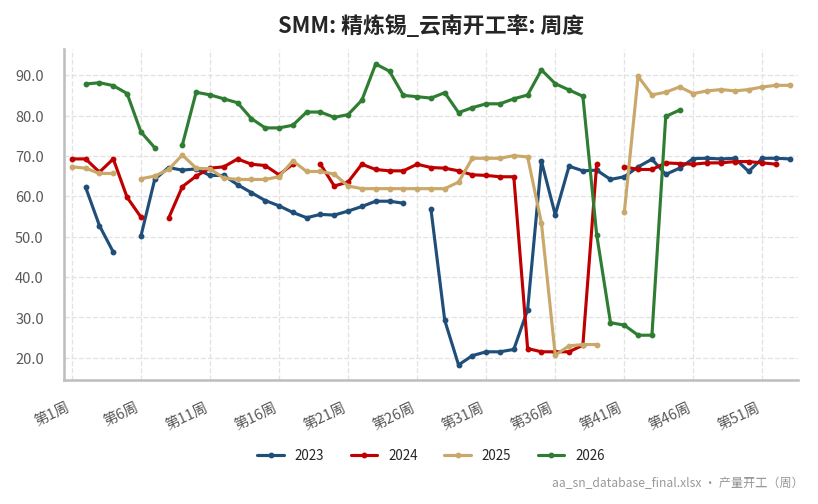 SMM: 精炼锡_云南开工率: 周度
90.0
80.0
70.0
60.0
50.0
40.0
30.0
20.0
第1周 第6周 第11周 第16周 第21周 第26周 第31周 第36周 第41周 第46周 第51周
2023 2024 2025 2026
aa_sn_database_final.xlsx · 产量开工（周）